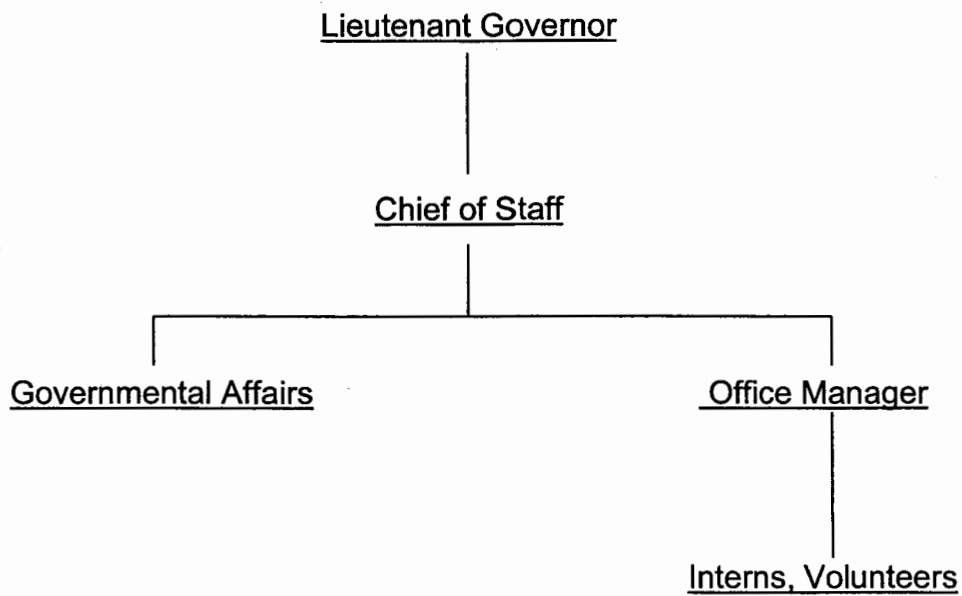 Lieutenant Governor
Chief of Staff
Governmental Affairs
Office Manager
Interns, Volunteers